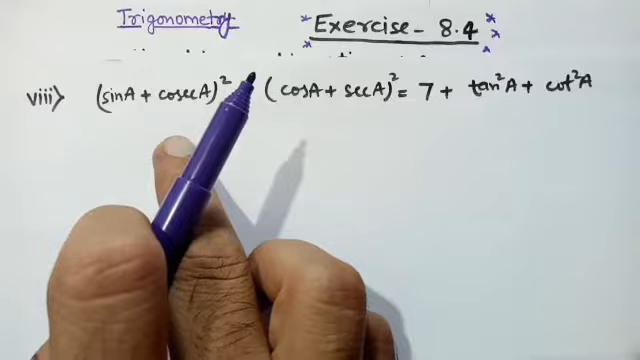 Trigonometry
Exercise - 8.4
viii> (sinA + cosecA)² (cosA + secA)² = 7 + tan²A + cot²A